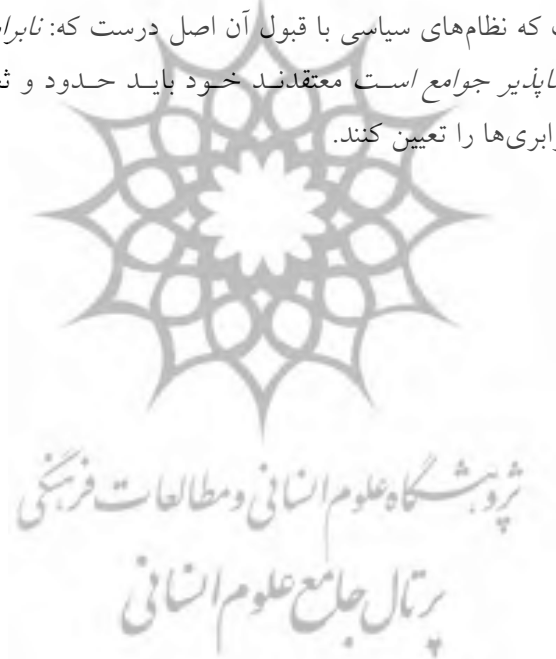 که نظام‌های سیاسی با قبول آن اصل درست که:
جوامع است معتقدند خود باید حدود و
را تعیین کنند.
پژوهشگاه علوم انسانی و مطالعات فرهنگی
پرتال جامع علوم انسانی